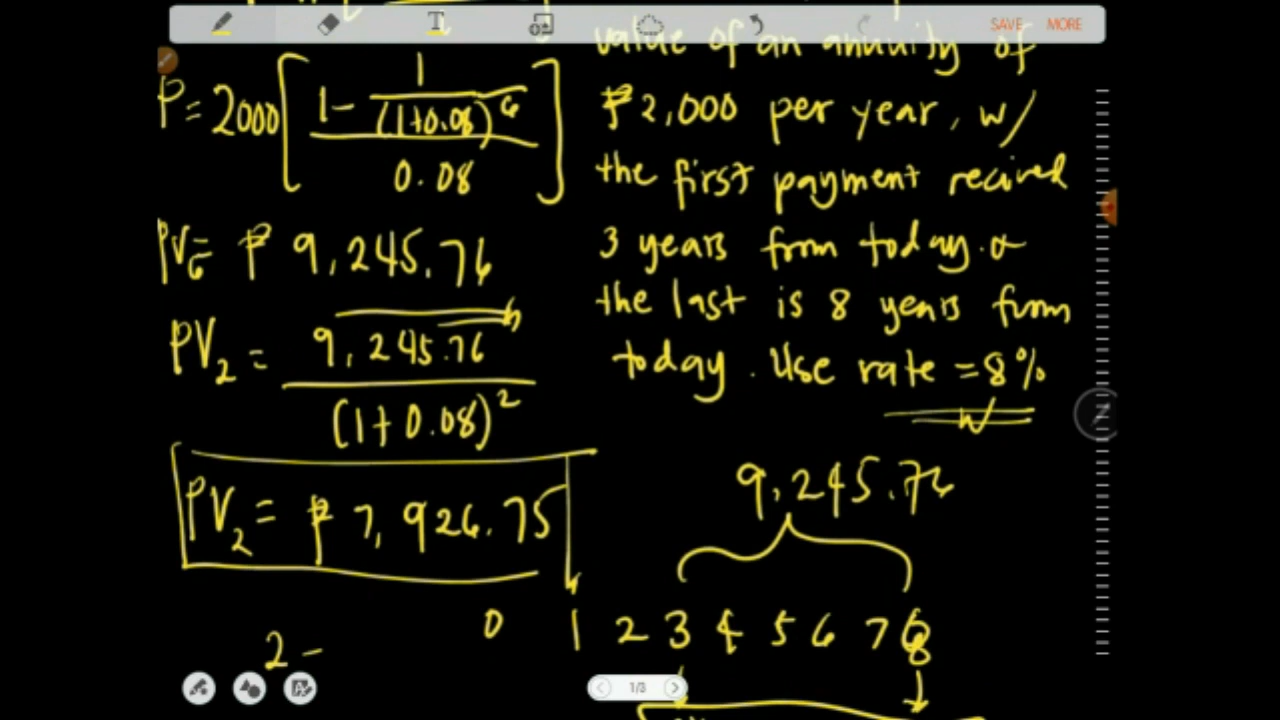 SAVE MORE
P = 2000 [ 1 - 1 / (1+0.08)^6 / 0.08 ]
PV6 = ₱ 9,245.76
PV2 = 9,245.76 / (1+0.08)^2
PV2 = ₱ 7,926.75
2 -
value of an annuity of
₱2,000 per year, w/
the first payment recived
3 years from today. &
the last is 8 years from
today. Use rate = 8%
9,245.76
0 1 2 3 4 5 6 7 8
1/3